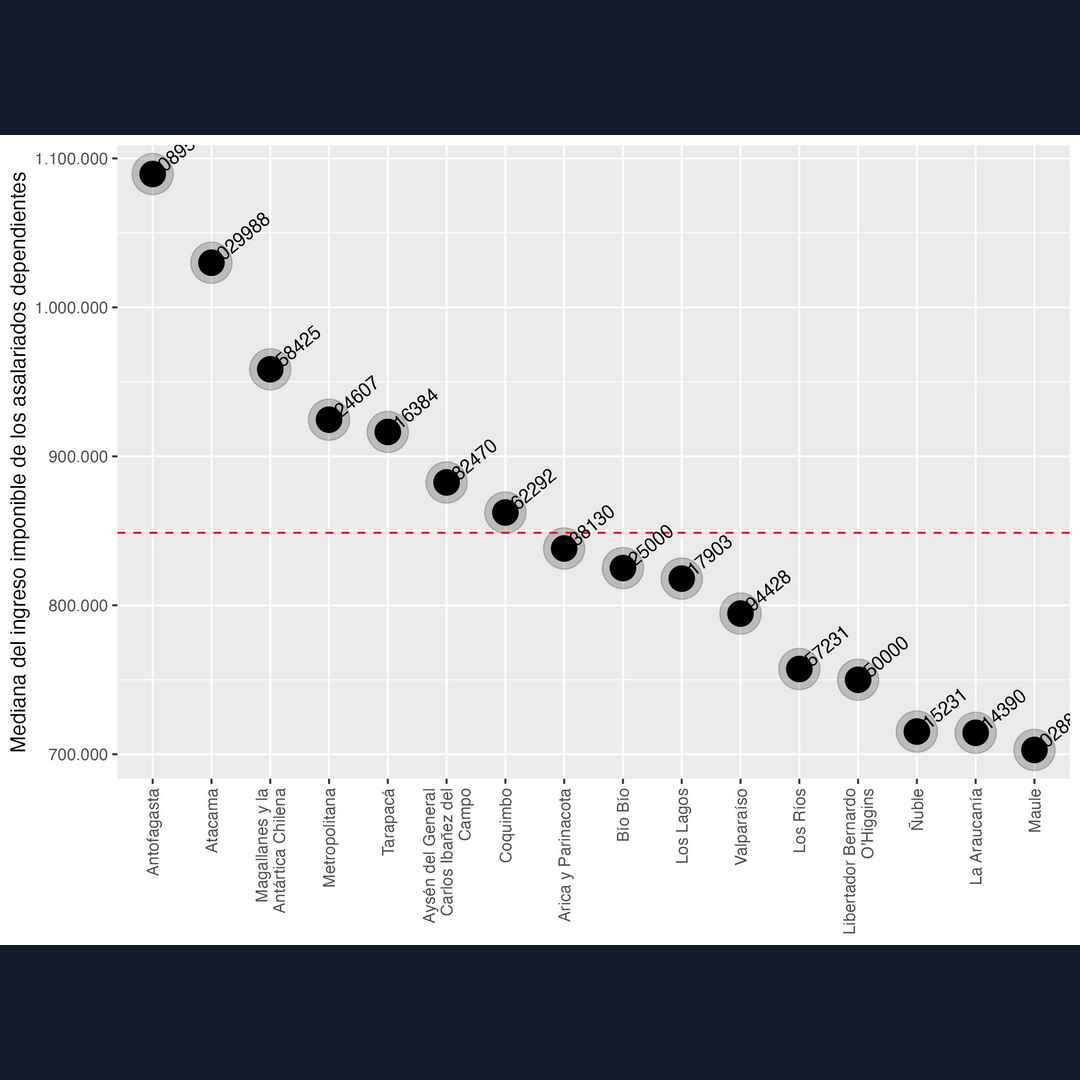 Mediana del ingreso imponible de los asalariados dependientes
1.100.000
1.000.000
900.000
800.000
700.000
029988
58425
24607
16384
82470
62292
38130
25000
17903
94428
57231
50000
15231
14390
Antofagasta
Atacama
Magallanes y la
Antártica Chilena
Metropolitana
Tarapacá
Aysén del General
Carlos Ibañez del
Campo
Coquimbo
Arica y Parinacota
Bío Bío
Los Lagos
Valparaíso
Los Ríos
Libertador Bernardo
O'Higgins
Ñuble
La Araucanía
Maule